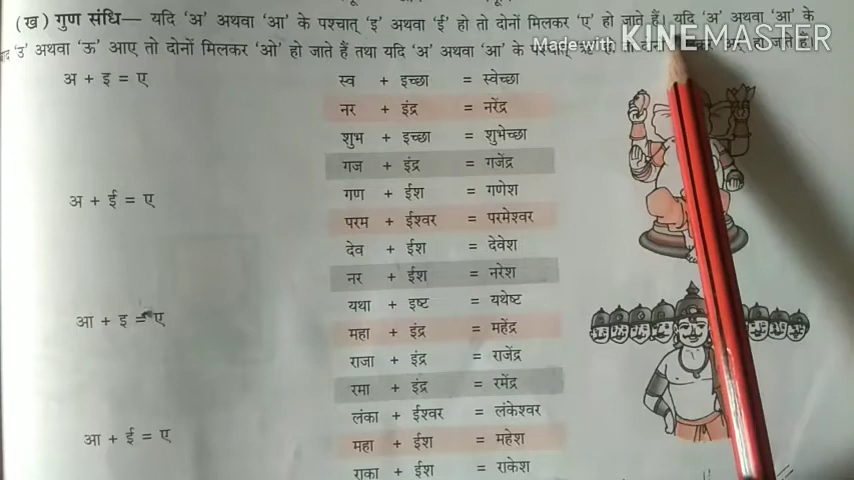 (ख) गुण संधि— यदि 'अ' अथवा 'आ' के पश्चात् 'इ' अथवा 'ई' हो तो दोनों मिलकर 'ए' हो जाते हैं। यदि 'अ' अथवा 'आ' के
'उ' अथवा 'ऊ' आए तो दोनों मिलकर 'ओ' हो जाते हैं तथा यदि 'अ' अथवा 'आ' के पश्चात्
Made with KINEMASTER
अ + इ = ए स्व + इच्छा = स्वेच्छा
नर + इंद्र = नरेंद्र
शुभ + इच्छा = शुभेच्छा
गज + इंद्र = गजेंद्र
अ + ई = ए गण + ईश = गणेश
परम + ईश्वर = परमेश्वर
देव + ईश = देवेश
नर + ईश = नरेश
यथा + इष्ट = यथेष्ट
आ + इ = ए महा + इंद्र = महेंद्र
राजा + इंद्र = राजेंद्र
रमा + इंद्र = रमेंद्र
लंका + ईश्वर = लंकेश्वर
आ + ई = ए महा + ईश = महेश
राका + ईश = राकेश